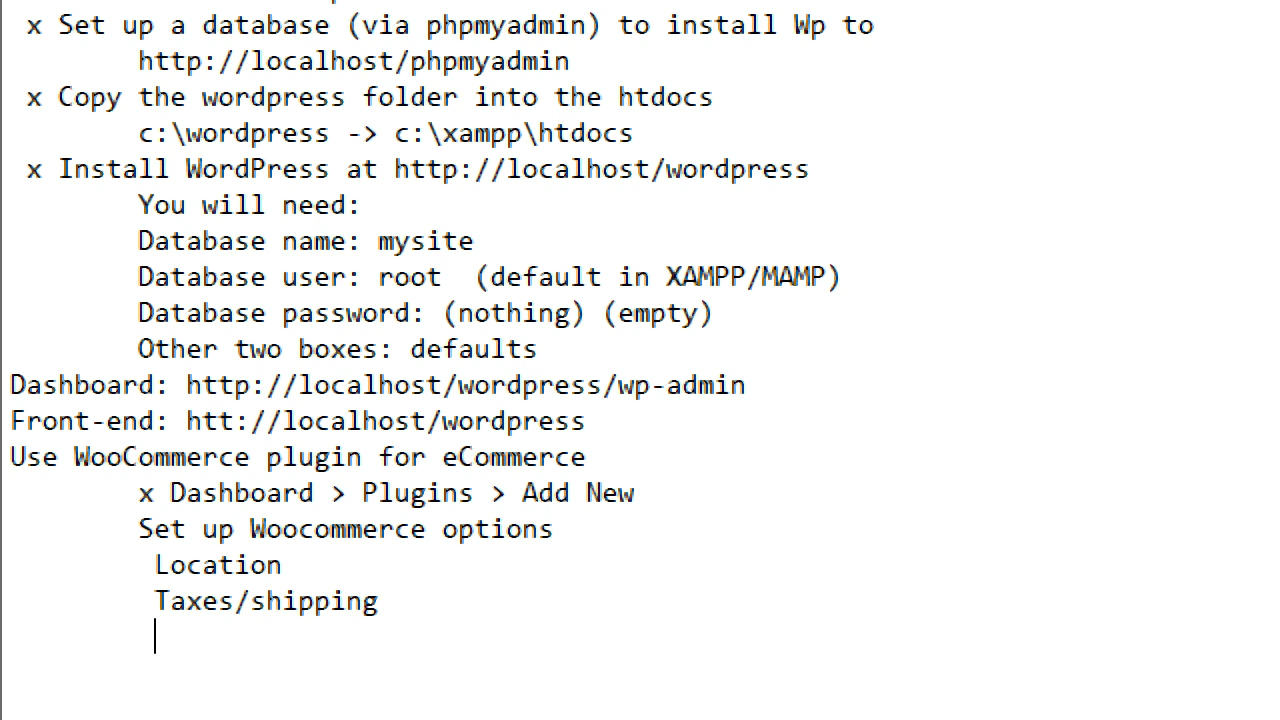 x Set up a database (via phpmyadmin) to install Wp to
http://localhost/phpmyadmin
x Copy the wordpress folder into the htdocs
c:\wordpress -> c:\xampp\htdocs
x Install WordPress at http://localhost/wordpress
You will need:
Database name: mysite
Database user: root  (default in XAMPP/MAMP)
Database password: (nothing) (empty)
Other two boxes: defaults
Dashboard: http://localhost/wordpress/wp-admin
Front-end: htt://localhost/wordpress
Use WooCommerce plugin for eCommerce
x Dashboard > Plugins > Add New
Set up Woocommerce options
Location
Taxes/shipping